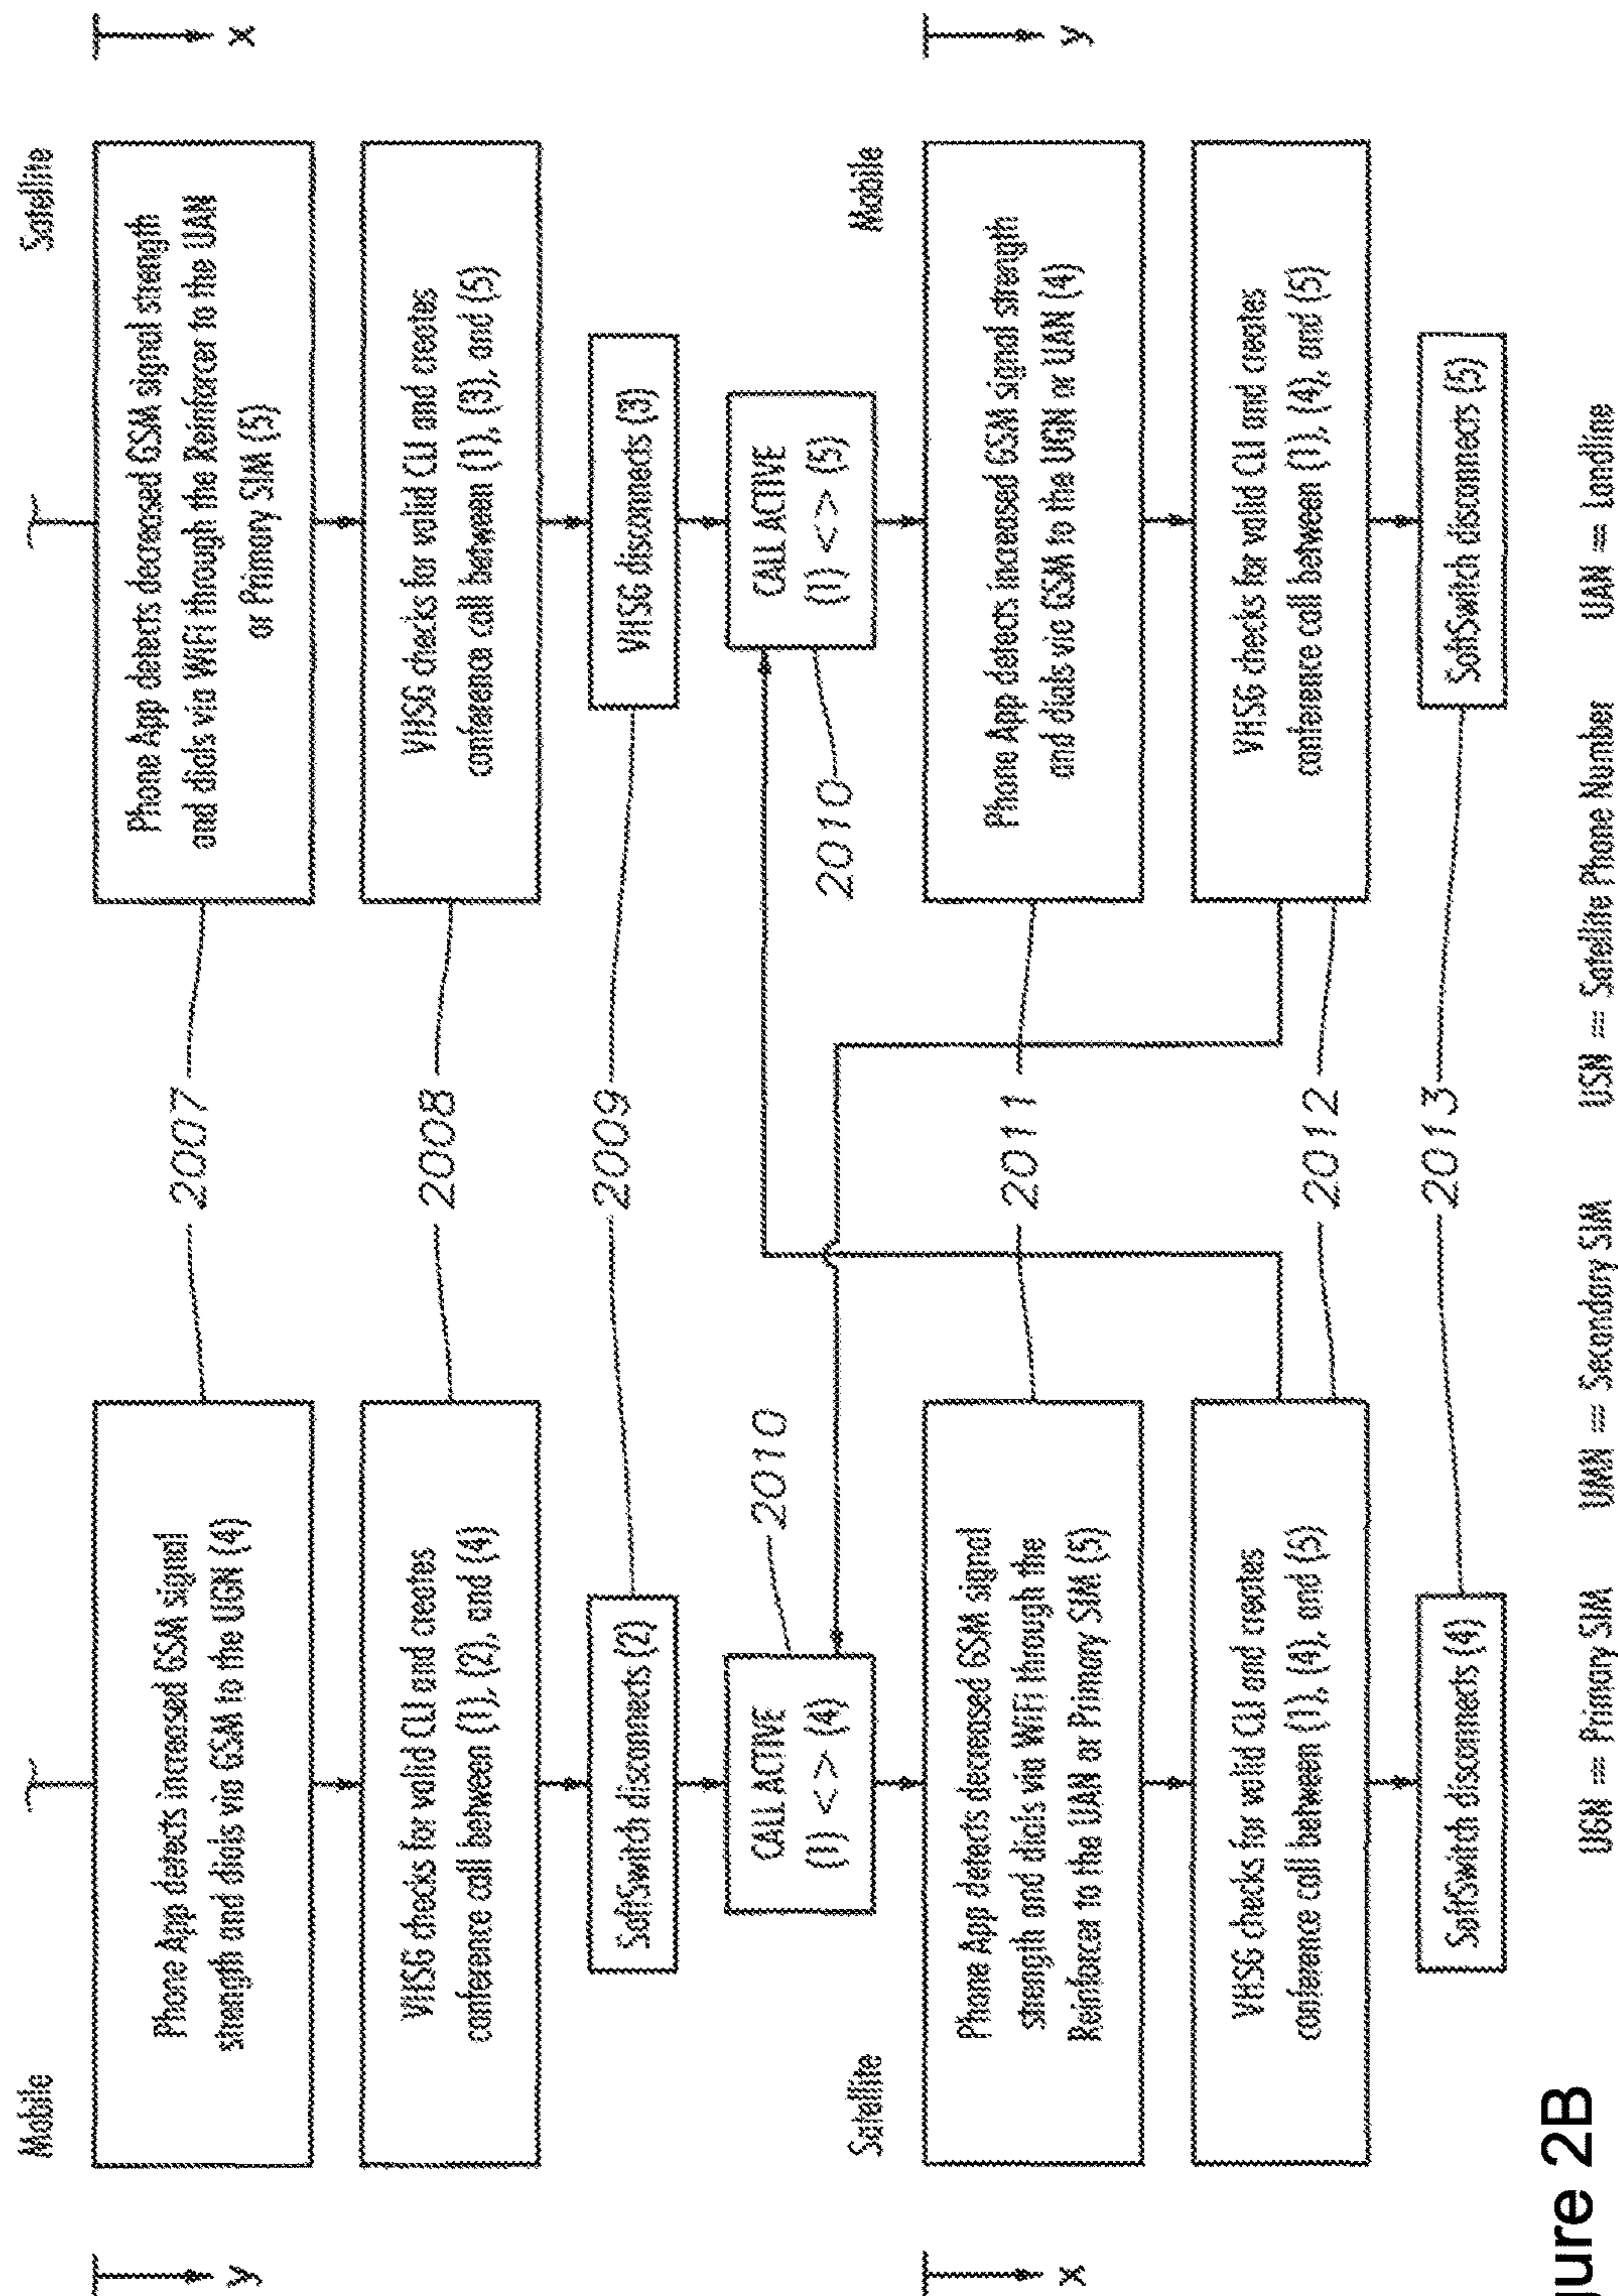 Mobile
Satellite
y
x
Phone App detects increased GSM signal
strength and dials via GSM to the UGN (4)
2007
Phone App detects decreased GSM signal strength
and dials via WiFi through the Reinforcer to the UAN
or Primary SIM (5)
VHSG checks for valid CLI and creates
conference call between (1), (2), and (4)
2008
VHSG checks for valid CLI and creates
conference call between (1), (3), and (5)
SoftSwitch disconnects (2)
2009
VHSG disconnects (3)
CALL ACTIVE
(1) <> (4)
2010
CALL ACTIVE
(1) <> (5)
2010
Satellite
Mobile
x
y
Phone App detects decreased GSM signal
strength and dials via WiFi through the
Reinforcer to the UAN or Primary SIM (5)
2011
Phone App detects increased GSM signal strength
and dials via GSM to the UGN or UAN (4)
VHSG checks for valid CLI and creates
conference call between (1), (4), and (5)
2012
VHSG checks for valid CLI and creates
conference call between (1), (4), and (5)
SoftSwitch disconnects (4)
2013
SoftSwitch disconnects (5)
UGN = Primary SIM UMN = Secondary SIM USN = Satellite Phone Number UAN = Landline
gure 2B